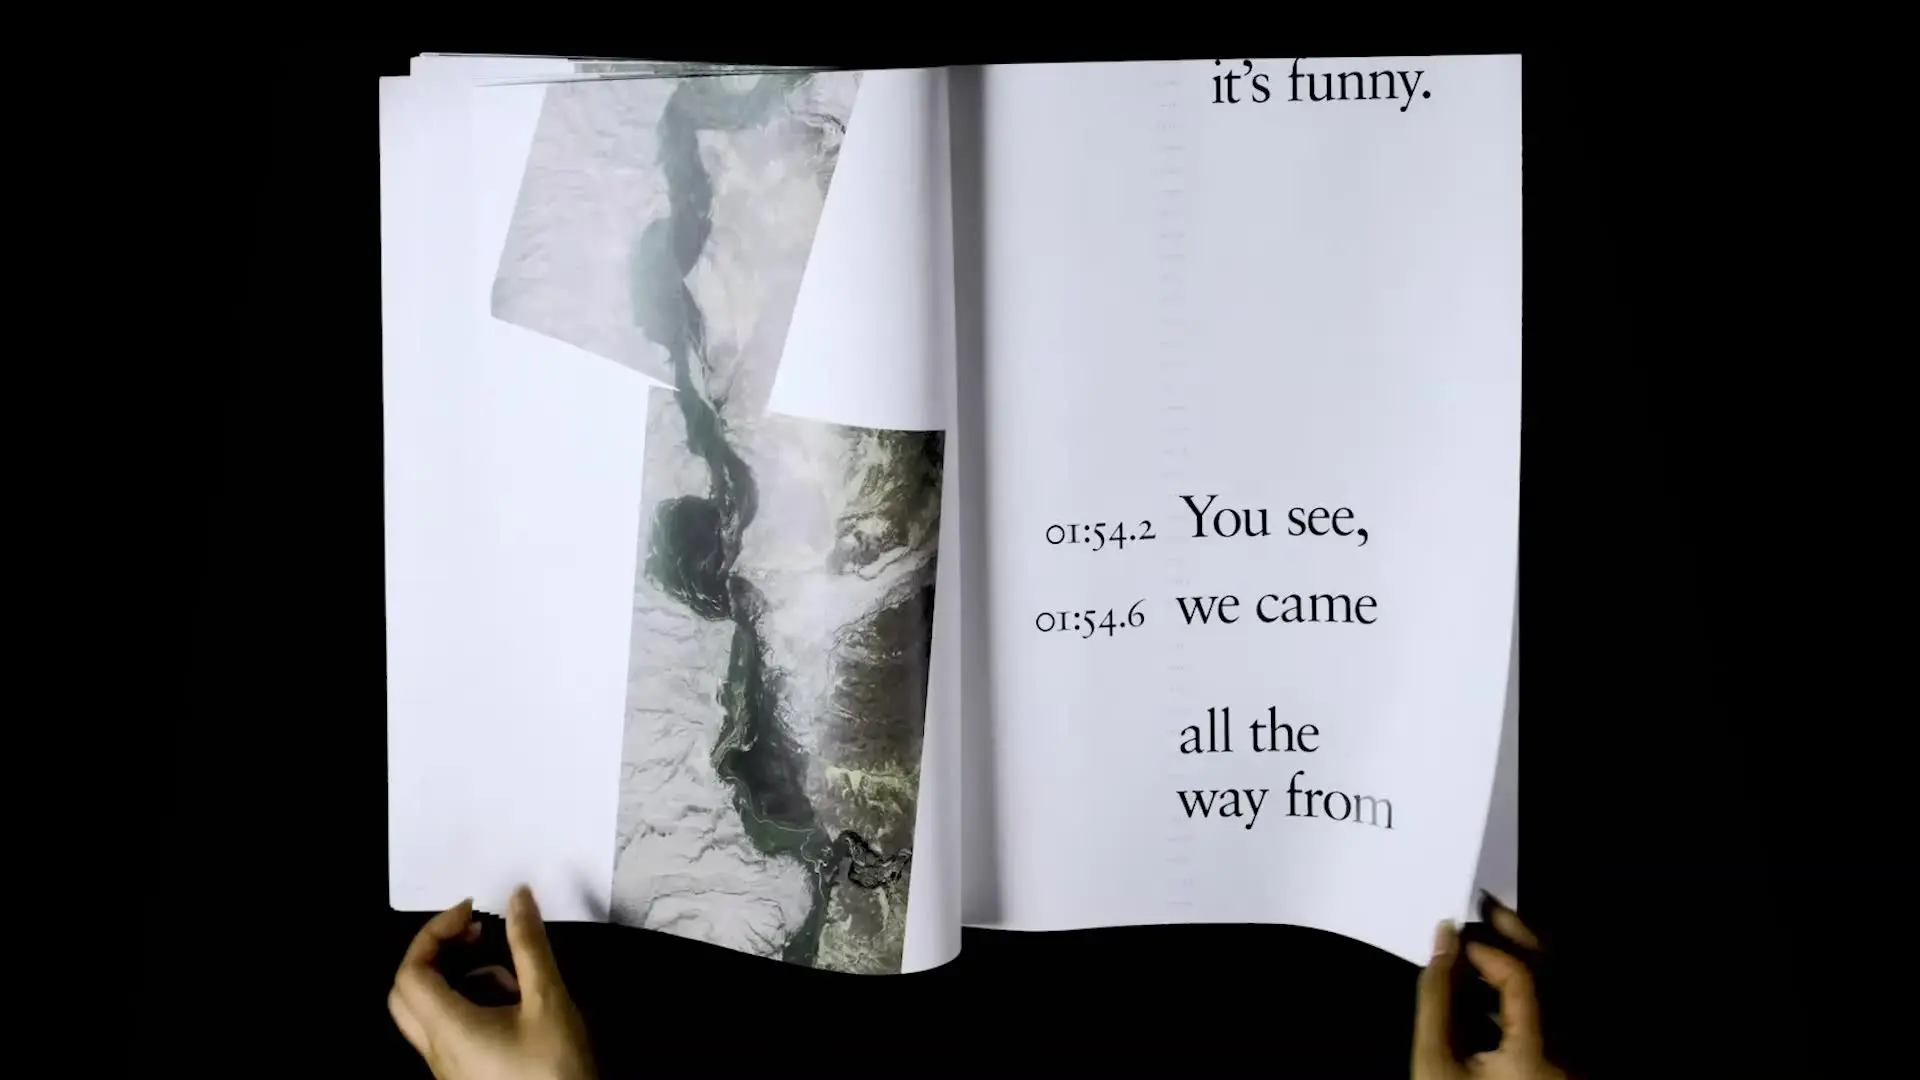 it's funny.
01:54.2 You see,
01:54.6 we came
all the
way from